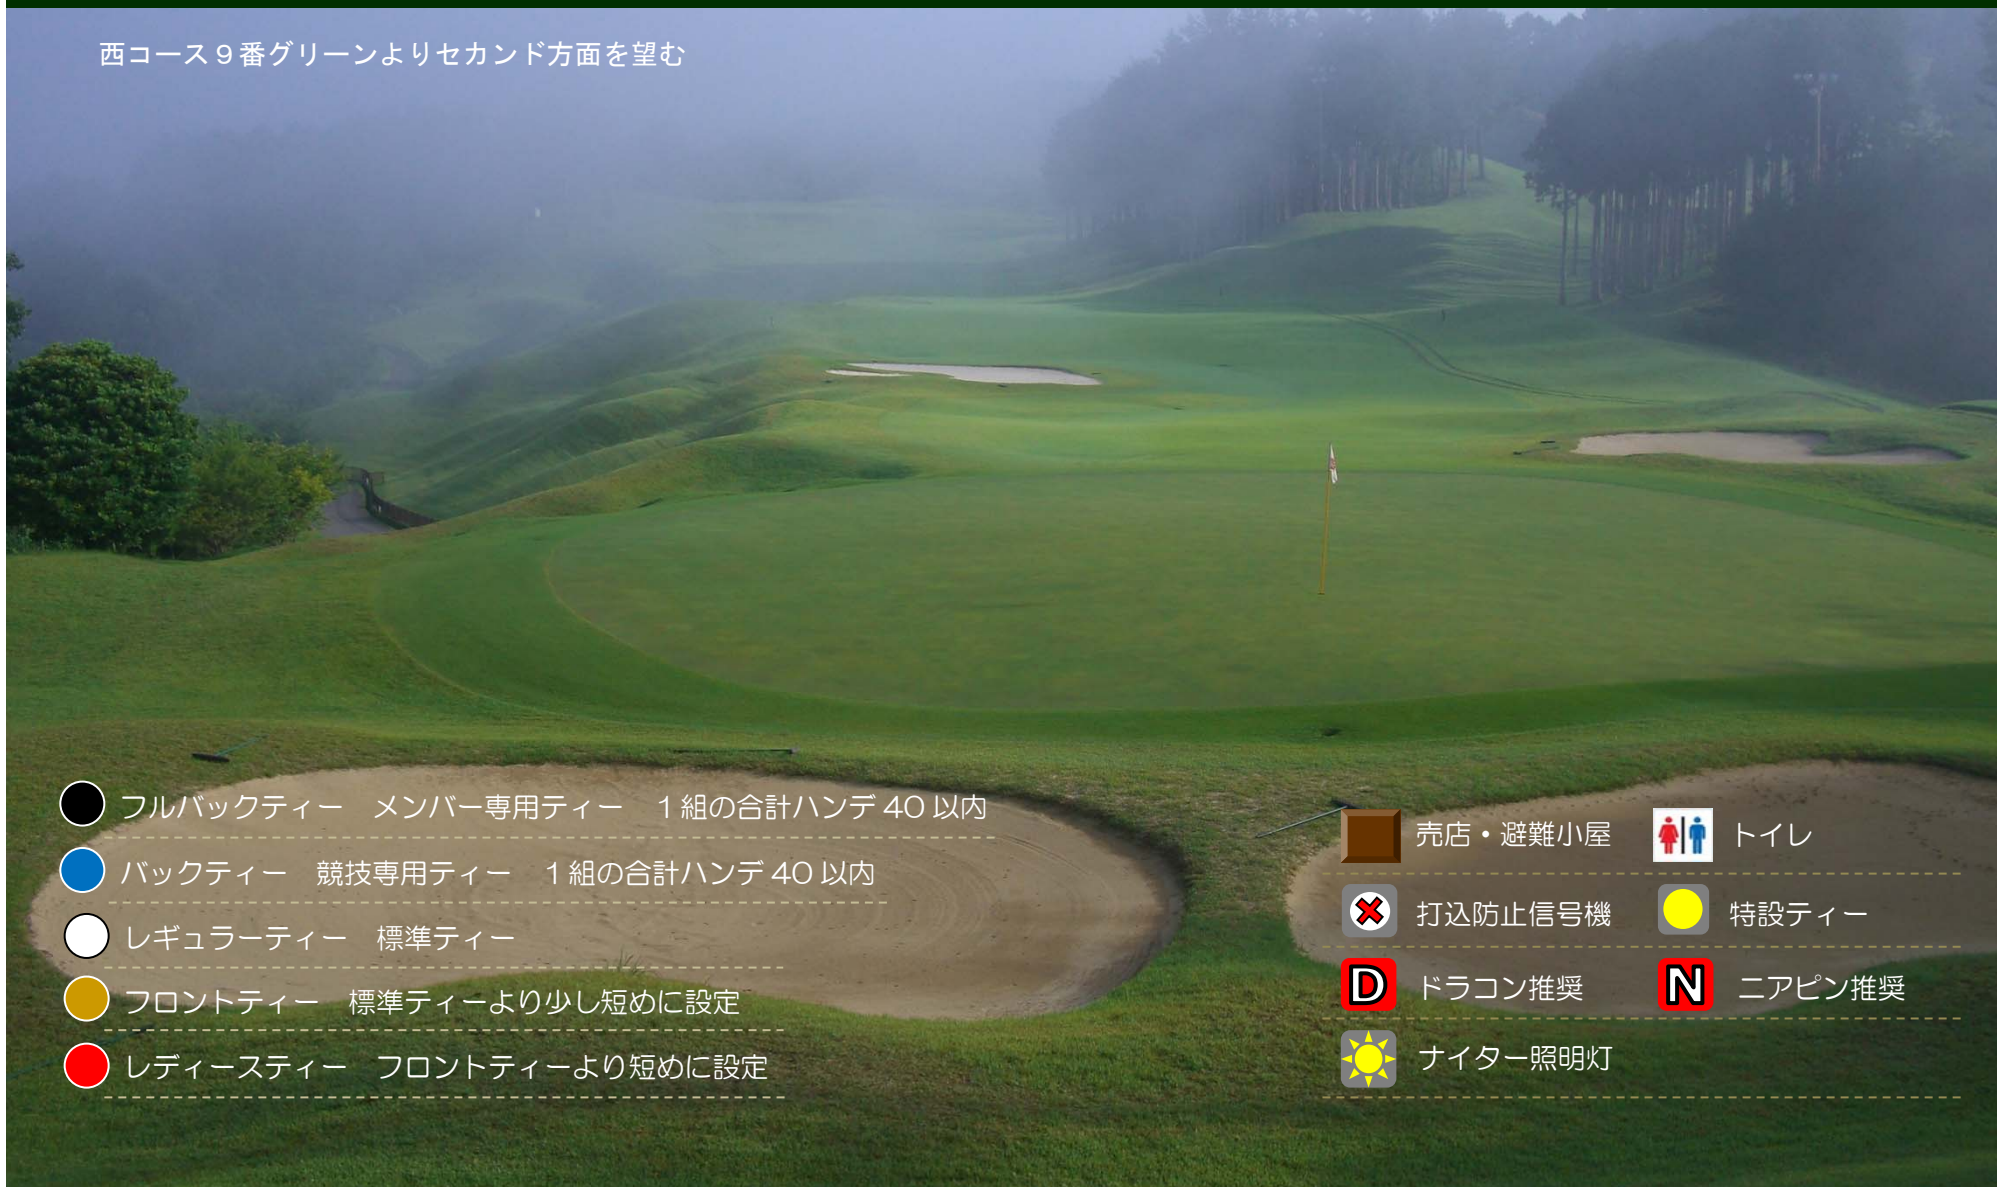 西コース９番グリーンよりセカンド方面を望む
フルバックティー　メンバー専用ティー　１組の合計ハンデ 40 以内
バックティー　競技専用ティー　１組の合計ハンデ 40 以内
レギュラーティー　標準ティー
フロントティー　標準ティーより少し短めに設定
レディースティー　フロントティーより短めに設定
売店・避難小屋　トイレ
打込防止信号機　特設ティー
D ドラコン推奨　N ニアピン推奨
ナイター照明灯